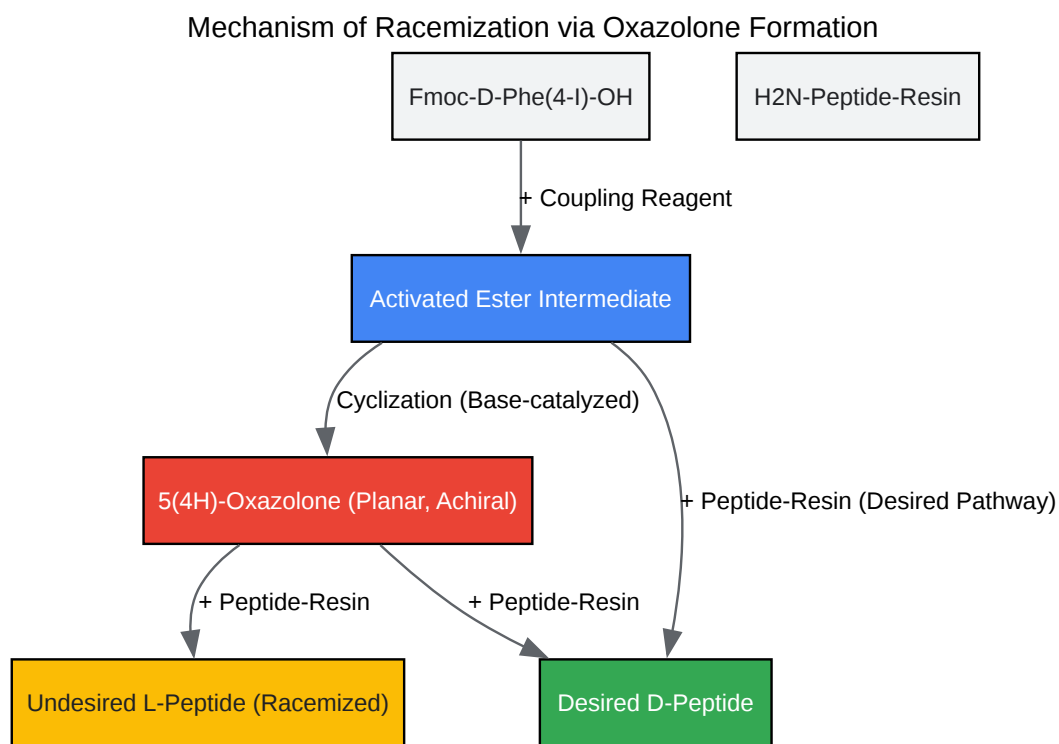 Mechanism of Racemization via Oxazolone Formation
Fmoc-D-Phe(4-I)-OH
H2N-Peptide-Resin
+ Coupling Reagent
Activated Ester Intermediate
Cyclization (Base-catalyzed)
5(4H)-Oxazolone (Planar, Achiral)
+ Peptide-Resin (Desired Pathway)
+ Peptide-Resin
+ Peptide-Resin
Undesired L-Peptide (Racemized)
Desired D-Peptide